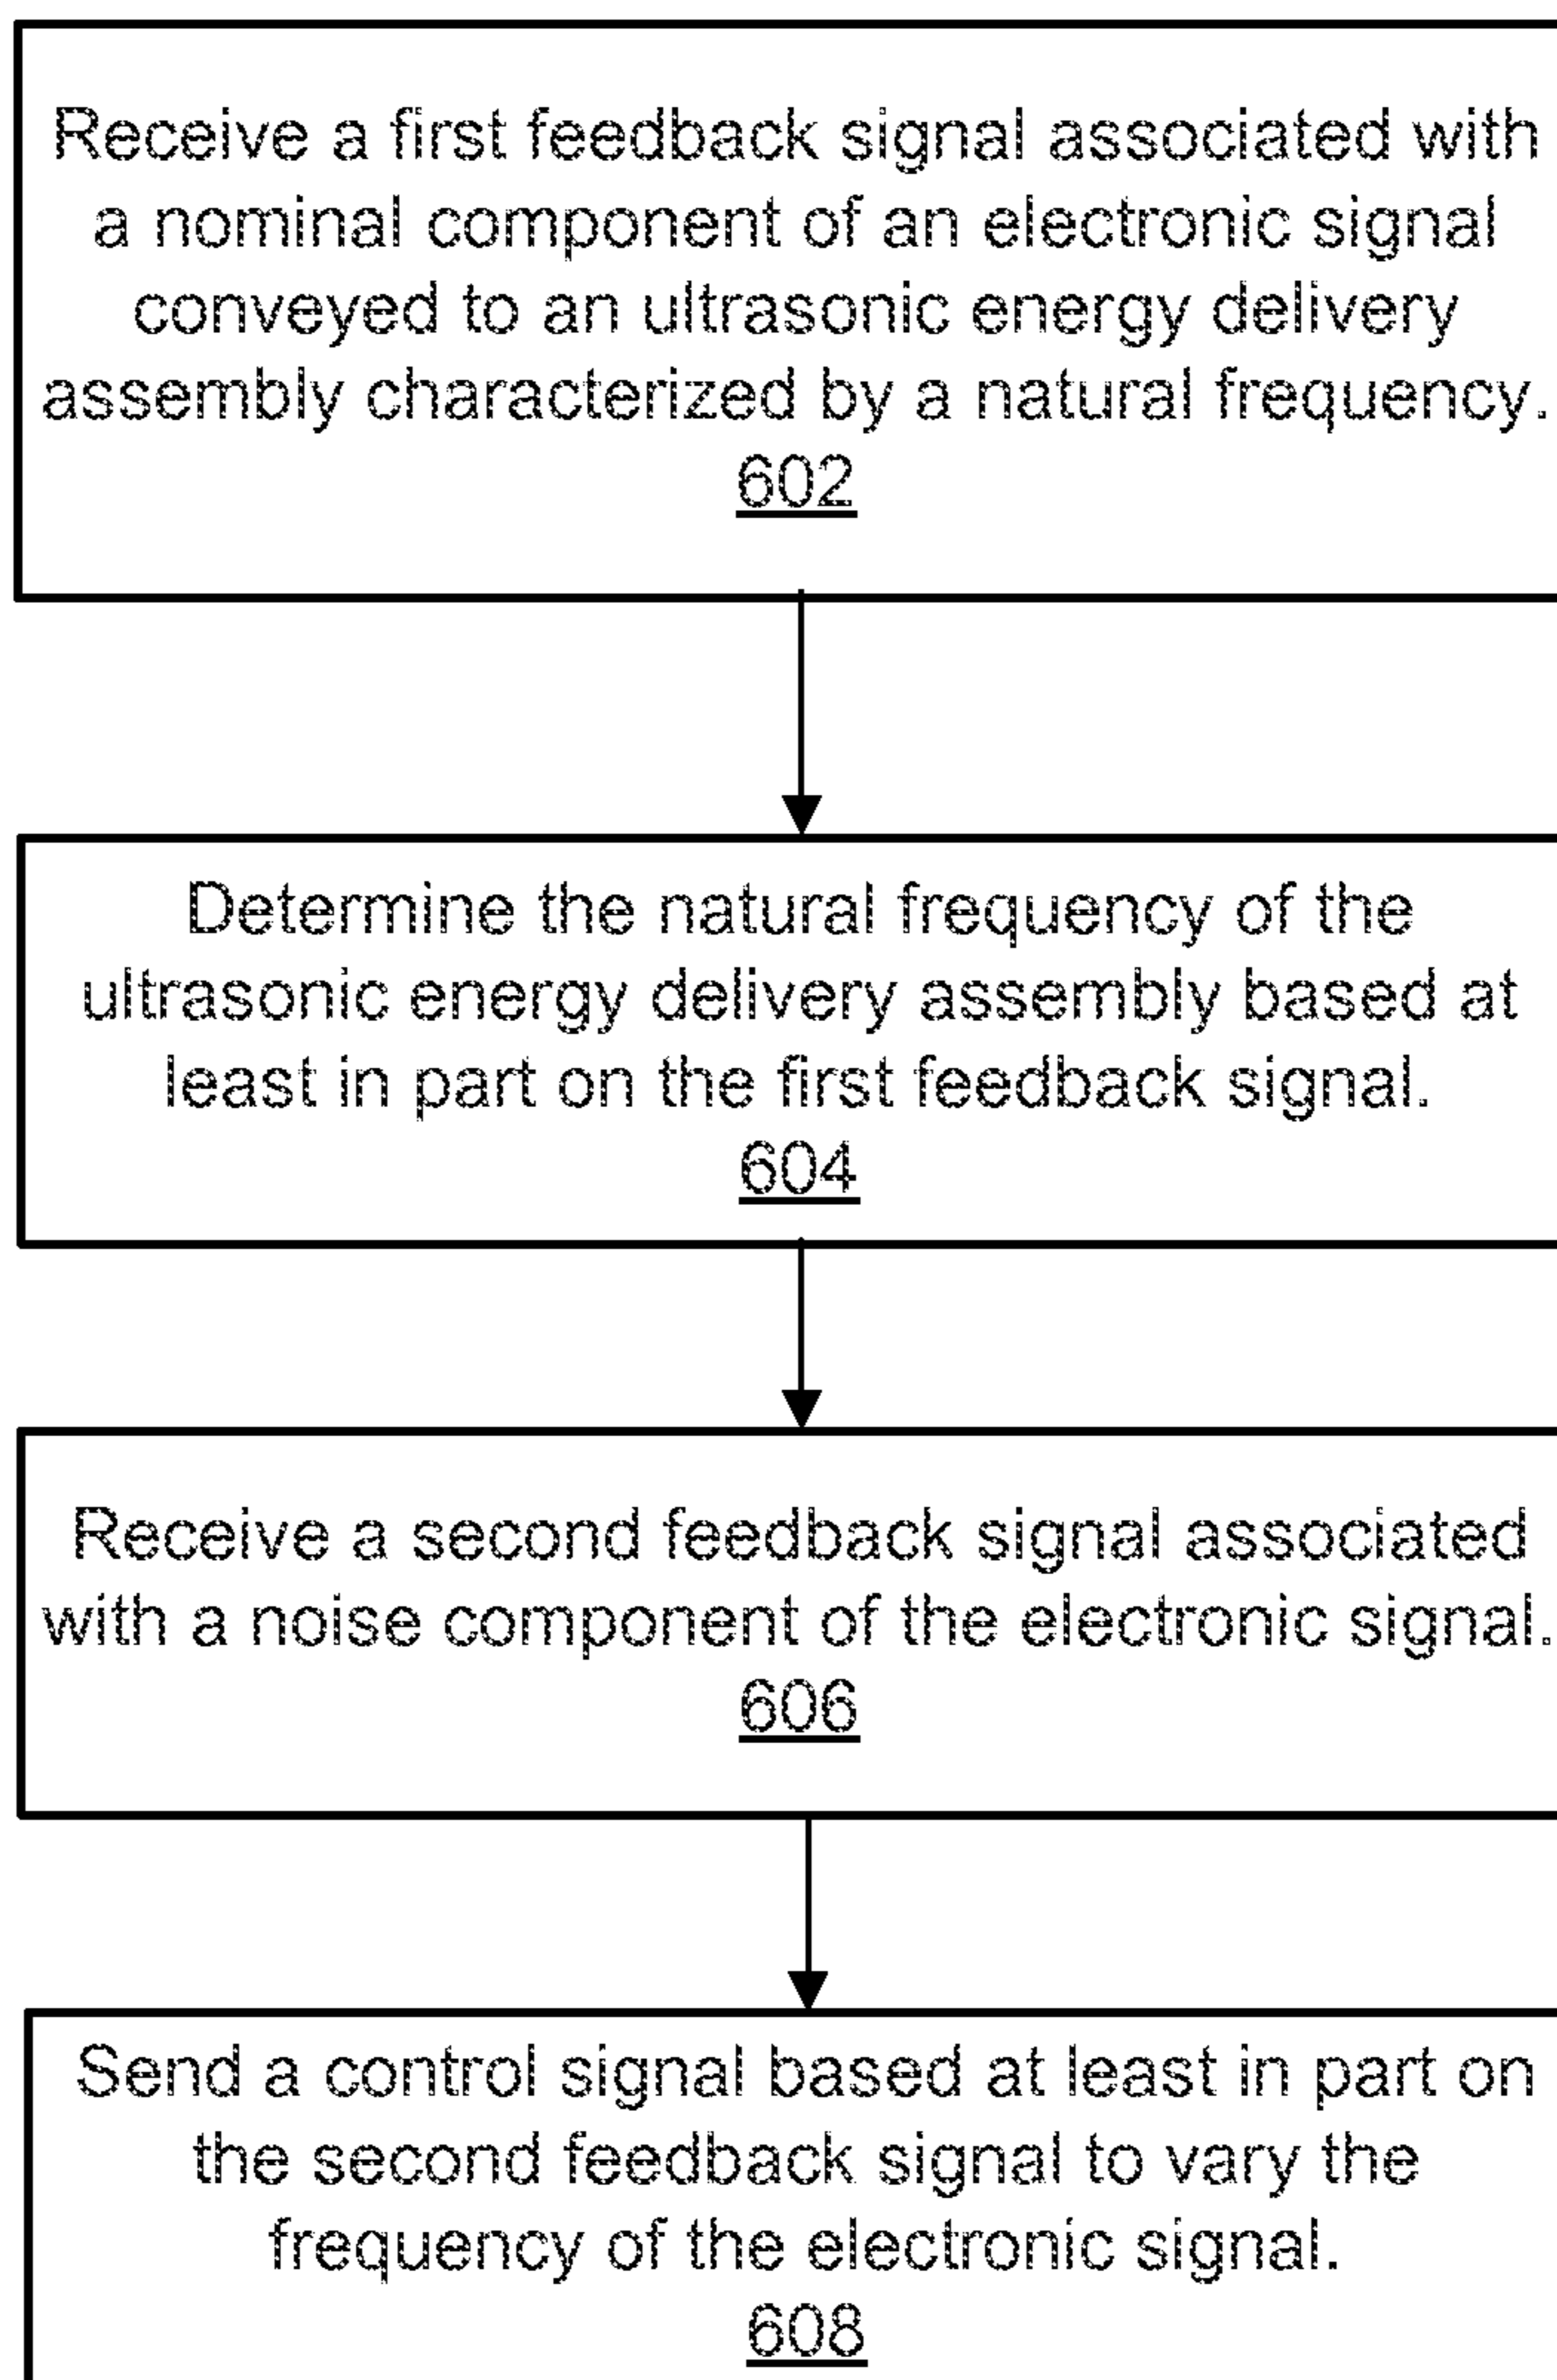 Receive a first feedback signal associated with
a nominal component of an electronic signal
conveyed to an ultrasonic energy delivery
assembly characterized by a natural frequency.
602
Determine the natural frequency of the
ultrasonic energy delivery assembly based at
least in part on the first feedback signal.
604
Receive a second feedback signal associated
with a noise component of the electronic signal.
606
Send a control signal based at least in part on
the second feedback signal to vary the
frequency of the electronic signal.
608